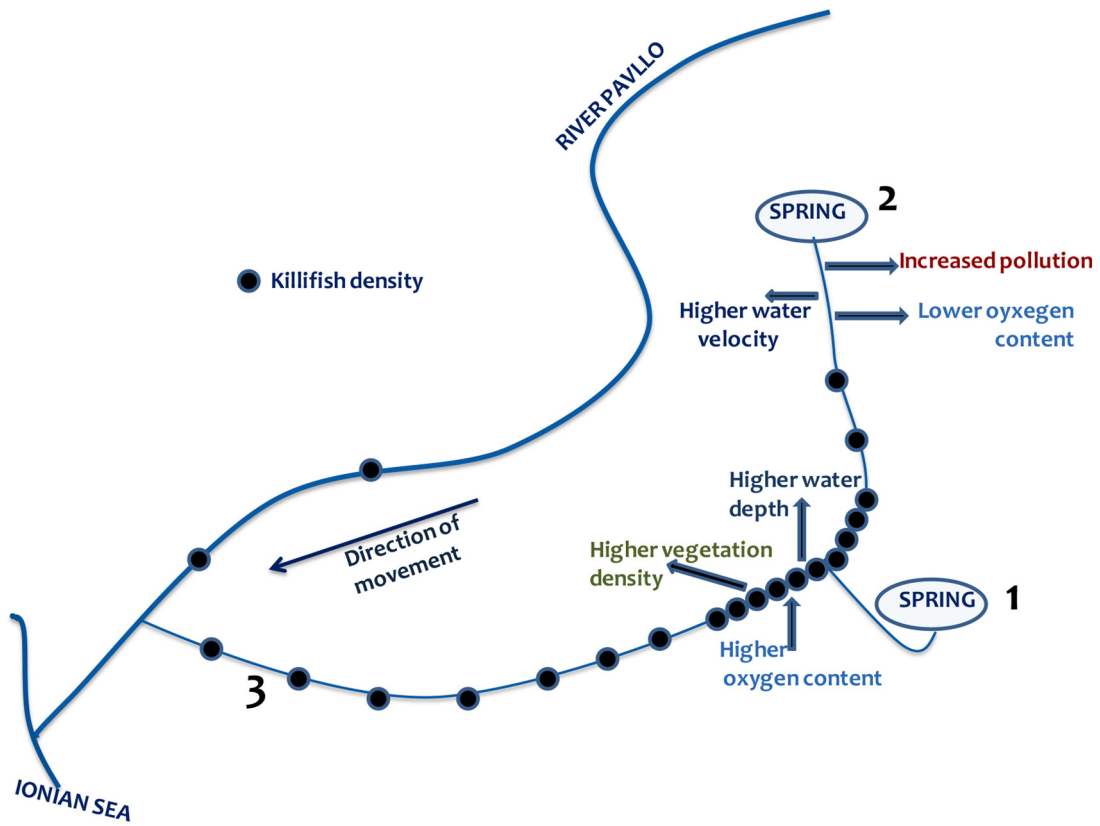 RIVER PAVLLO
SPRING
2
Increased pollution
Killifish density
Higher water
velocity
Lower oyxegen
content
Higher water
depth
Direction of
movement
Higher vegetation
density
SPRING
1
Higher
oxygen content
3
IONIAN SEA